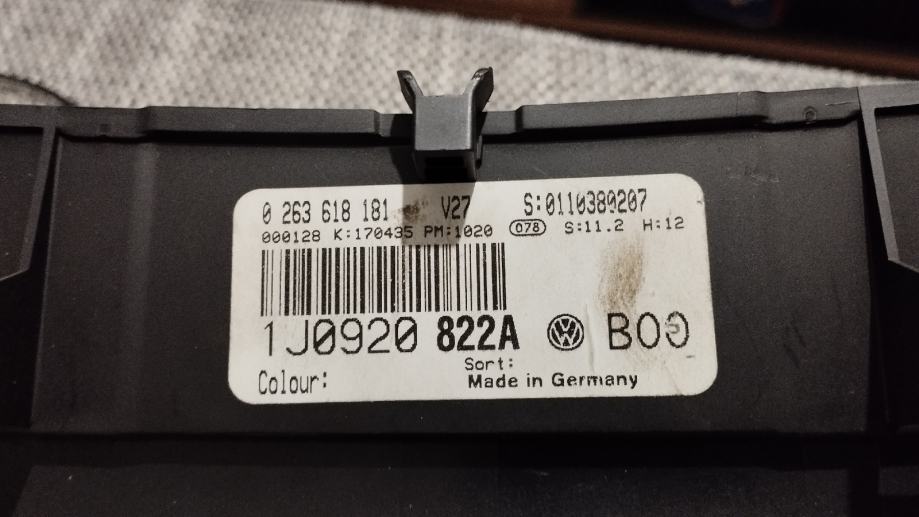 0 263 618 181 V27 S:0110380207
000128 K:170435 PM:1020 078 S:11.2 H:12
1J0920 822A VW B00
Sort:
Colour: Made in Germany